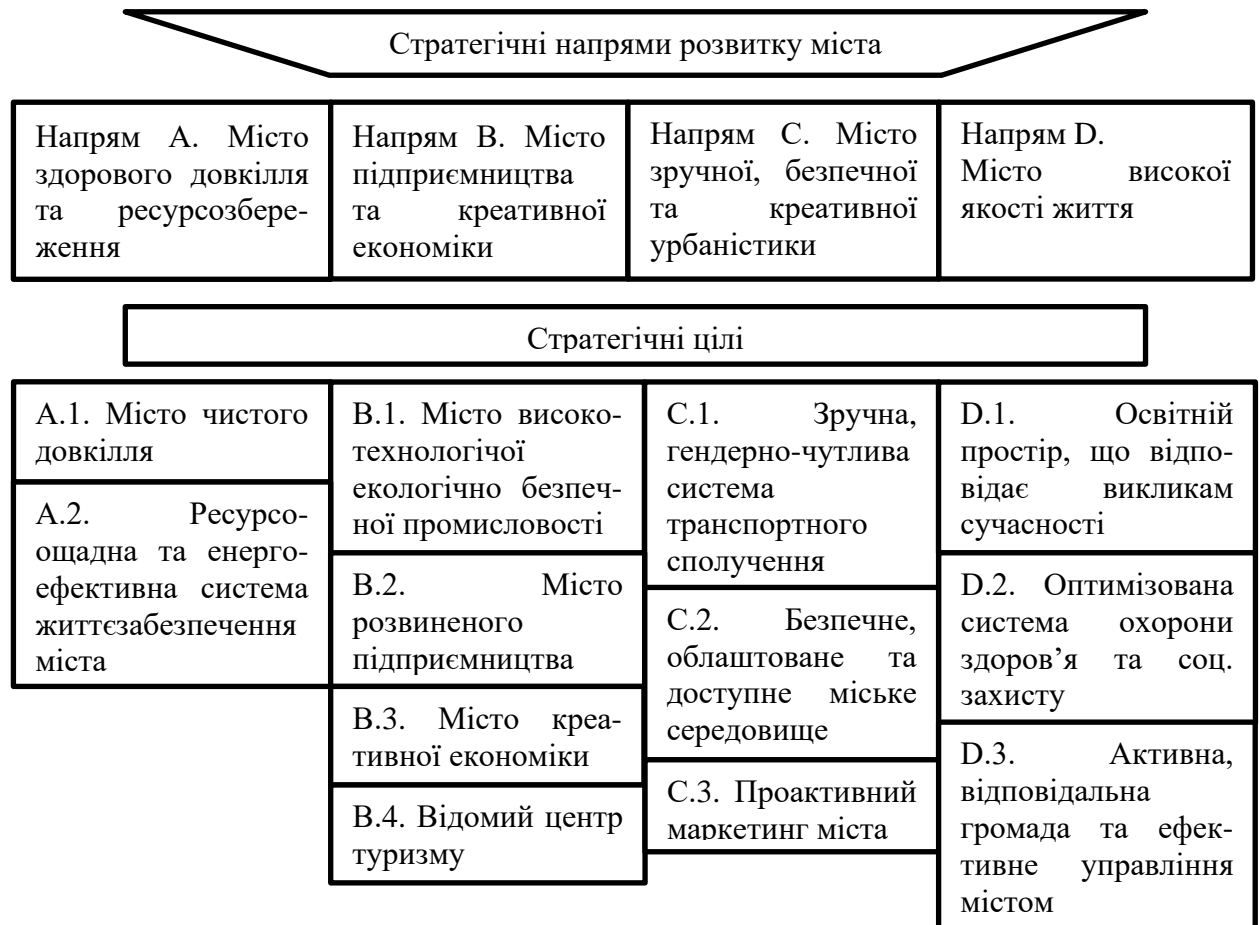 Стратегічні напрями розвитку міста
Напрям А. Місто
здорового довкілля
та ресурсозбере-
ження
Напрям В. Місто
підприємництва
та креативної
економіки
Напрям С. Місто
зручної, безпечної
та креативної
урбаністики
Напрям D.
Місто високої
якості життя
Стратегічні цілі
А.1. Місто чистого
довкілля
А.2. Ресурсо-
ощадна та енерго-
ефективна система
життєзабезпечення
міста
В.1. Місто високо-
технологічої
екологічно безпеч-
ної промисловості
В.2. Місто
розвиненого
підприємництва
В.3. Місто креа-
тивної економіки
В.4. Відомий центр
туризму
С.1. Зручна,
гендерно-чутлива
система
транспортного
сполучення
С.2. Безпечне,
облаштоване та
доступне міське
середовище
С.3. Проактивний
маркетинг міста
D.1. Освітній
простір, що відпо-
відає викликам
сучасності
D.2. Оптимізована
система охорони
здоров’я та соц.
захисту
D.3. Активна,
відповідальна
громада та ефек-
тивне управління
містом